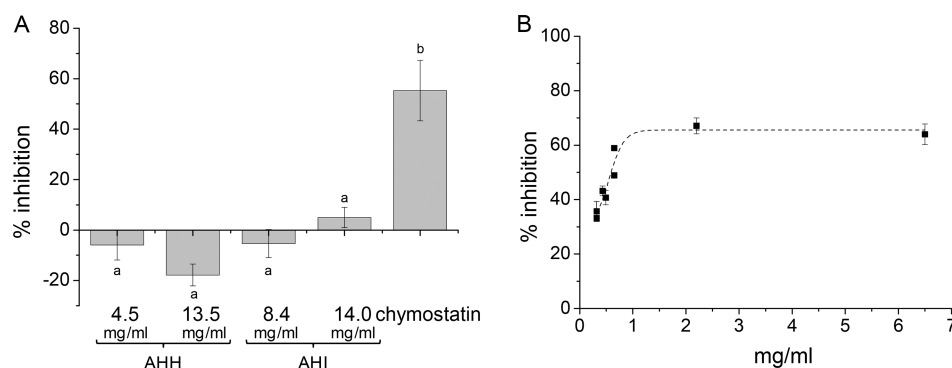 A
% inhibition
80
60
40
20
0
-20
a
a
a
a
b
4.5 13.5 8.4 14.0 chymostatin
mg/ml mg/ml mg/ml mg/ml
AHH AHI
B
% inhibition
100
80
60
40
20
0
0 1 2 3 4 5 6 7
mg/ml